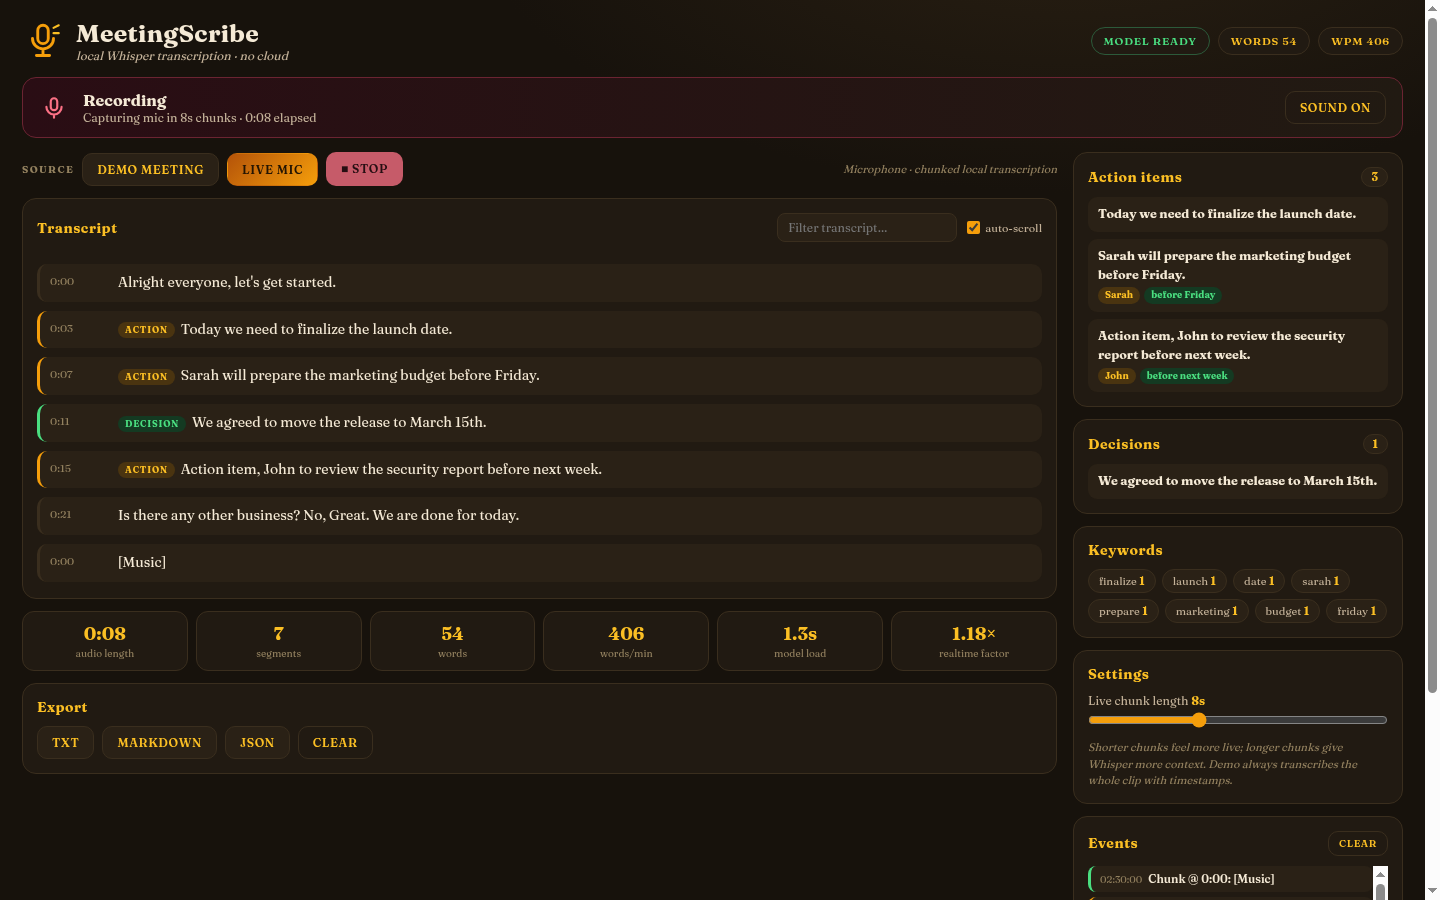 MeetingScribe
local Whisper transcription · no cloud
MODEL READY
WORDS 54
WPM 406
Recording
Capturing mic in 8s chunks · 0:08 elapsed
SOUND ON
SOURCE
DEMO MEETING
LIVE MIC
■ STOP
Microphone · chunked local transcription
Transcript
Filter transcript...
auto-scroll
0:00 Alright everyone, let's get started.
0:03 ACTION Today we need to finalize the launch date.
0:07 ACTION Sarah will prepare the marketing budget before Friday.
0:11 DECISION We agreed to move the release to March 15th.
0:15 ACTION Action item, John to review the security report before next week.
0:21 Is there any other business? No, Great. We are done for today.
0:00 [Music]
0:08
audio length
7
segments
54
words
406
words/min
1.3s
model load
1.18×
realtime factor
Export
TXT
MARKDOWN
JSON
CLEAR
Action items
3
Today we need to finalize the launch date.
Sarah will prepare the marketing budget
before Friday.
Sarah before Friday
Action item, John to review the security
report before next week.
John before next week
Decisions
1
We agreed to move the release to March 15th.
Keywords
finalize 1 launch 1 date 1 sarah 1
prepare 1 marketing 1 budget 1 friday 1
Settings
Live chunk length 8s
Shorter chunks feel more live; longer chunks give
Whisper more context. Demo always transcribes the
whole clip with timestamps.
Events
CLEAR
02:30:00 Chunk @ 0:00: [Music]